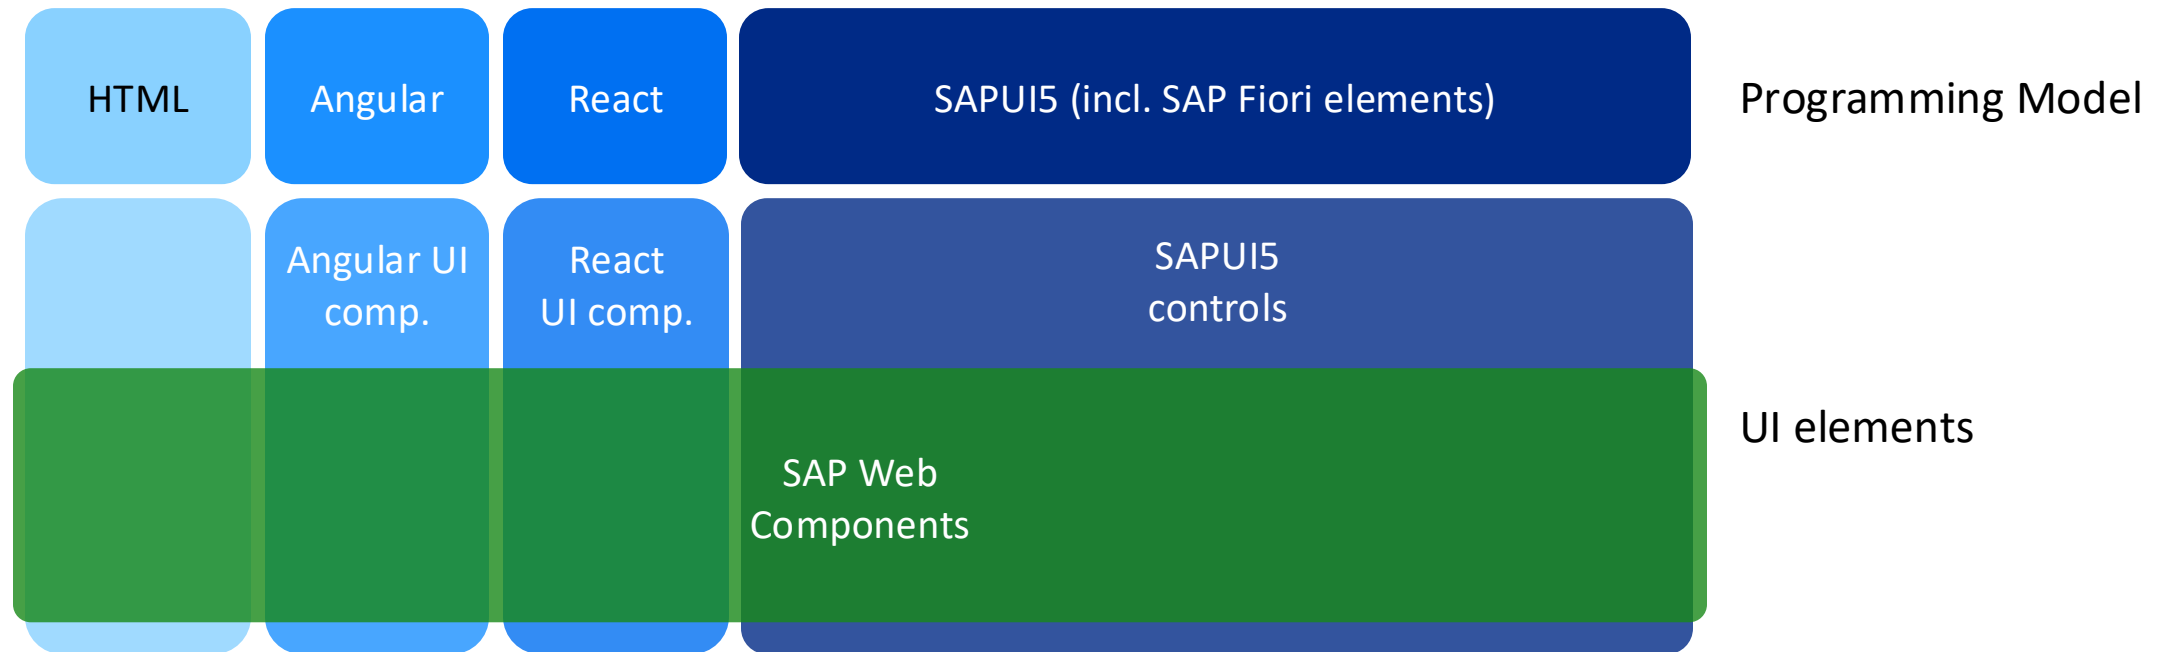 HTML
Angular
React
SAPUI5 (incl. SAP Fiori elements)
Programming Model
Angular UI
comp.
React
UI comp.
SAPUI5
controls
UI elements
SAP Web
Components